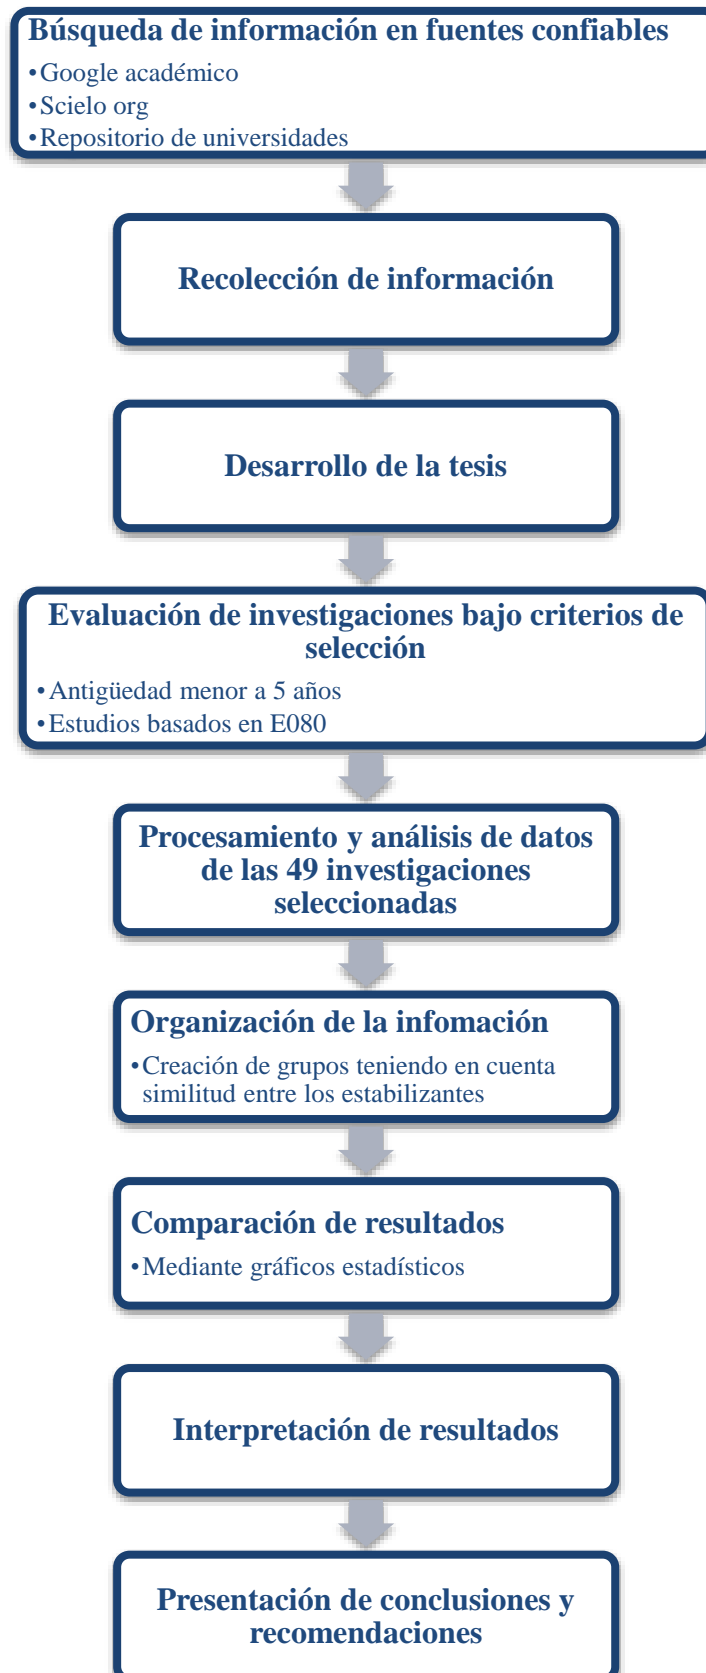 Búsqueda de información en fuentes confiables
•Google académico
•Scielo org
•Repositorio de universidades
Recolección de información
Desarrollo de la tesis
Evaluación de investigaciones bajo criterios de
selección
•Antigüedad menor a 5 años
•Estudios basados en E080
Procesamiento y análisis de datos
de las 49 investigaciones
seleccionadas
Organización de la infomación
•Creación de grupos teniendo en cuenta
similitud entre los estabilizantes
Comparación de resultados
•Mediante gráficos estadísticos
Interpretación de resultados
Presentación de conclusiones y
recomendaciones